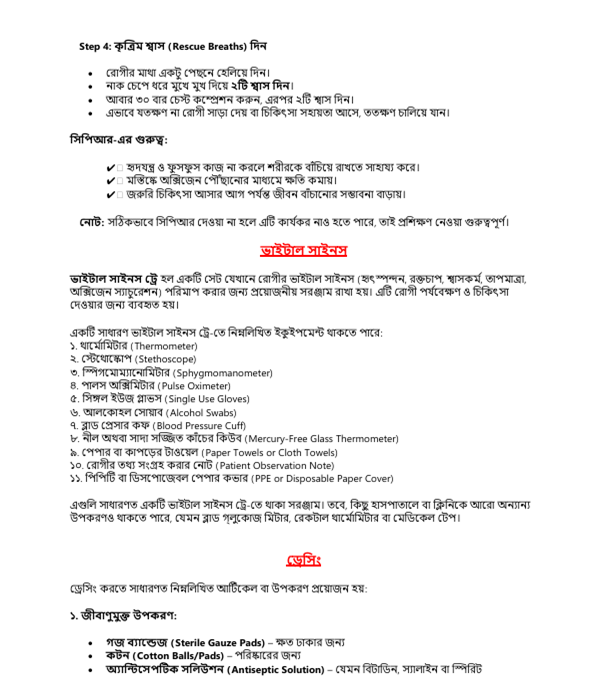 Step 4: কৃত্রিম শ্বাস (Rescue Breaths) দিন
• রোগীর মাথা একটু পেছনে হেলিয়ে দিন।
• নাক চেপে ধরে মুখে মুখ দিয়ে ২টি শ্বাস দিন।
• আবার ৩০ বার চেস্ট কম্প্রেশন করুন, এরপর ২টি শ্বাস দিন।
• এভাবে যতক্ষণ না রোগী সাড়া দেয় বা চিকিৎসা সহায়তা আসে, ততক্ষণ চালিয়ে যান।
সিপিআর-এর গুরুত্ব:
✔ হৃদযন্ত্র ও ফুসফুস কাজ না করলে শরীরকে বাঁচিয়ে রাখতে সাহায্য করে।
✔ মস্তিষ্কে অক্সিজেন পৌঁছানোর মাধ্যমে ক্ষতি কমায়।
✔ জরুরি চিকিৎসা আসার আগ পর্যন্ত জীবন বাঁচানোর সম্ভাবনা বাড়ায়।
নোট: সঠিকভাবে সিপিআর দেওয়া না হলে এটি কার্যকর নাও হতে পারে, তাই প্রশিক্ষণ নেওয়া গুরুত্বপূর্ণ।
ভাইটাল সাইনস
ভাইটাল সাইনস ট্রে হল একটি সেট যেখানে রোগীর ভাইটাল সাইনস (হৃৎস্পন্দন, রক্তচাপ, শ্বাসকর্ম, তাপমাত্রা,
অক্সিজেন স্যাচুরেশন) পরিমাপ করার জন্য প্রয়োজনীয় সরঞ্জাম রাখা হয়। এটি রোগী পর্যবেক্ষণ ও চিকিৎসা
দেওয়ার জন্য ব্যবহৃত হয়।
একটি সাধারণ ভাইটাল সাইনস ট্রে-তে নিম্নলিখিত ইকুইপমেন্ট থাকতে পারে:
১. থার্মোমিটার (Thermometer)
২. স্টেথোস্কোপ (Stethoscope)
৩. স্পিগমোম্যানোমিটার (Sphygmomanometer)
৪. পালস অক্সিমিটার (Pulse Oximeter)
৫. সিঙ্গল ইউজ গ্লাভস (Single Use Gloves)
৬. আলকোহল সোয়াব (Alcohol Swabs)
৭. ব্লাড প্রেসার কফ (Blood Pressure Cuff)
৮. নীল অথবা সাদা সজ্জিত কাঁচের কিউব (Mercury-Free Glass Thermometer)
৯. পেপার বা কাপড়ের টাওয়েল (Paper Towels or Cloth Towels)
১০. রোগীর তথ্য সংগ্রহ করার নোট (Patient Observation Note)
১১. পিপিটি বা ডিসপোজেবল পেপার কভার (PPE or Disposable Paper Cover)
এগুলি সাধারণত একটি ভাইটাল সাইনস ট্রে-তে থাকা সরঞ্জাম। তবে, কিছু হাসপাতালে বা ক্লিনিকে আরো অন্যান্য
উপকরণও থাকতে পারে, যেমন ব্লাড গ্লুকোজ মিটার, রেকটাল থার্মোমিটার বা মেডিকেল টেপ।
ড্রেসিং
ড্রেসিং করতে সাধারণত নিম্নলিখিত আর্টিকেল বা উপকরণ প্রয়োজন হয়:
১. জীবাণুমুক্ত উপকরণ:
• গজ ব্যান্ডেজ (Sterile Gauze Pads) – ক্ষত ঢাকার জন্য
• কটন (Cotton Balls/Pads) – পরিষ্কারের জন্য
• অ্যান্টিসেপটিক সলিউশন (Antiseptic Solution) – যেমন বিটাডিন, স্যালাইন বা স্পিরিট